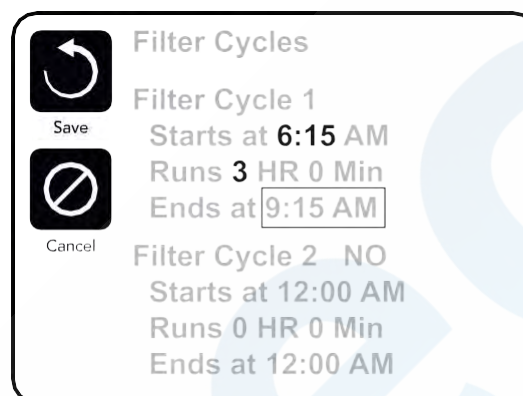 Filter Cycles
Save
Filter Cycle 1
Starts at 6:15 AM
Runs 3 HR 0 Min
Ends at 9:15 AM
Cancel
Filter Cycle 2 NO
Starts at 12:00 AM
Runs 0 HR 0 Min
Ends at 12:00 AM